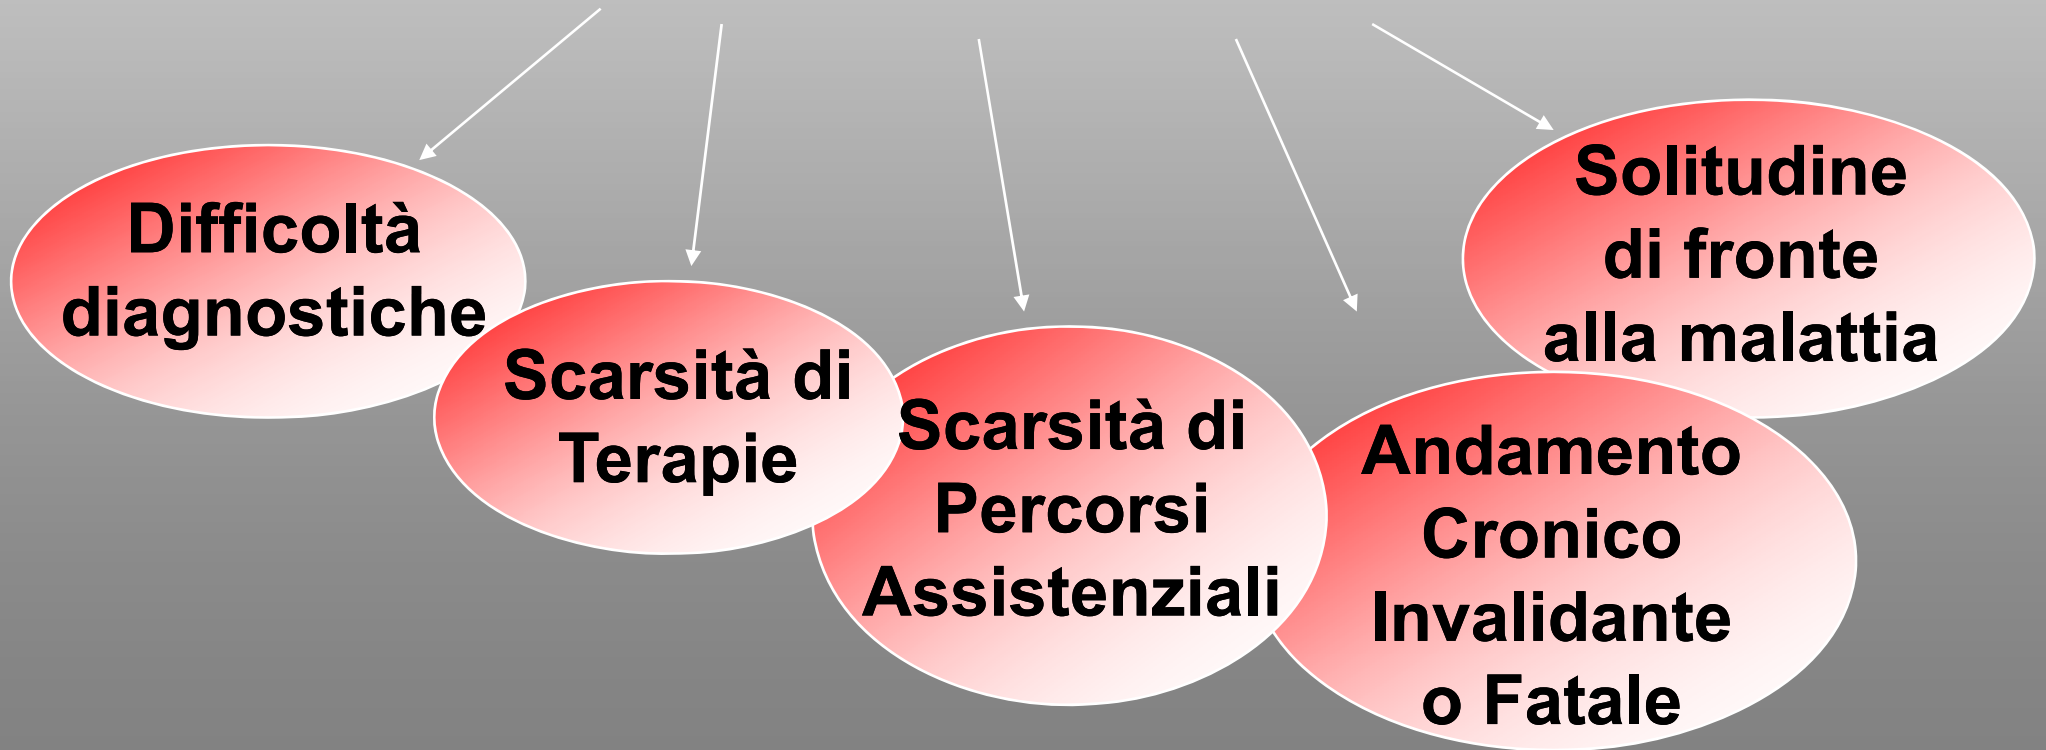 Difficoltà
diagnostiche
Scarsità di
Terapie
Scarsità di
Percorsi
Assistenziali
Andamento
Cronico
Invalidante
o Fatale
Solitudine
di fronte
alla malattia